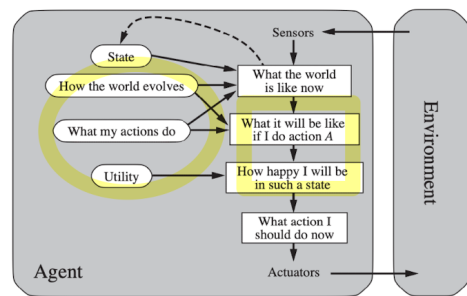 Sensors
State
How the world evolves
What my actions do
Utility
What the world
is like now
What it will be like
if I do action A
How happy I will be
in such a state
What action I
should do now
Agent
Actuators
Environment